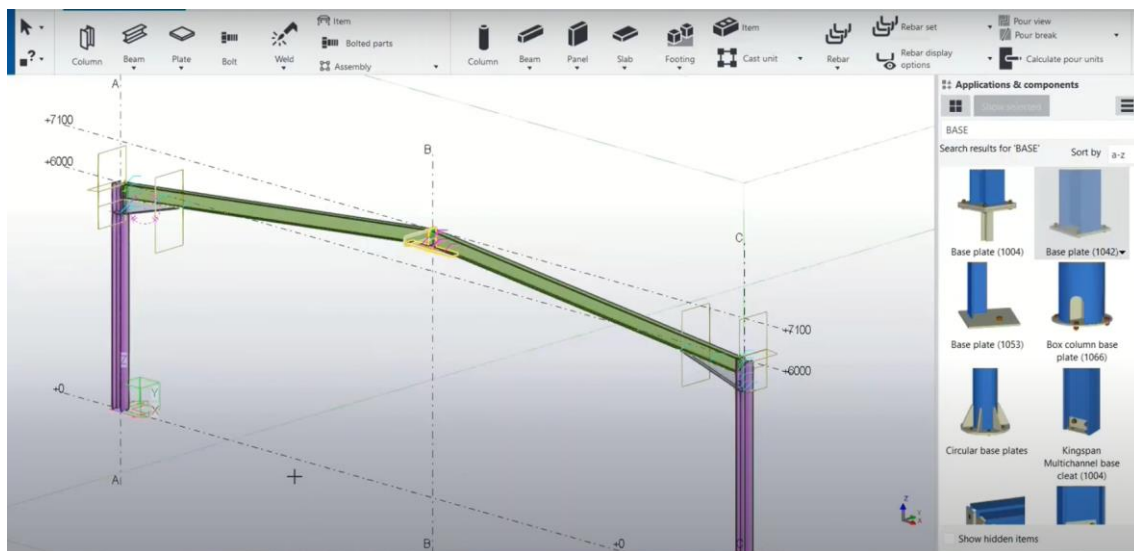 Item
Bolted parts
Assembly
Column
Beam
Plate
Bolt
Weld
Column
Beam
Panel
Slab
Footing
Item
Cast unit
Rebar
Rebar set
Rebar display
options
Pour view
Pour break
Calculate pour units
Applications & components
Show selected
BASE
Search results for 'BASE'
Sort by
a-z
Base plate (1004)
Base plate (1042)
Base plate (1053)
Box column base
plate (1066)
Circular base plates
Kingspan
Multichannel base
cleat (1004)
Show hidden items
A
+7100
+6000
B
C
+7100
+6000
+0
Y
X
A
B
+0
C
Z
Y
X